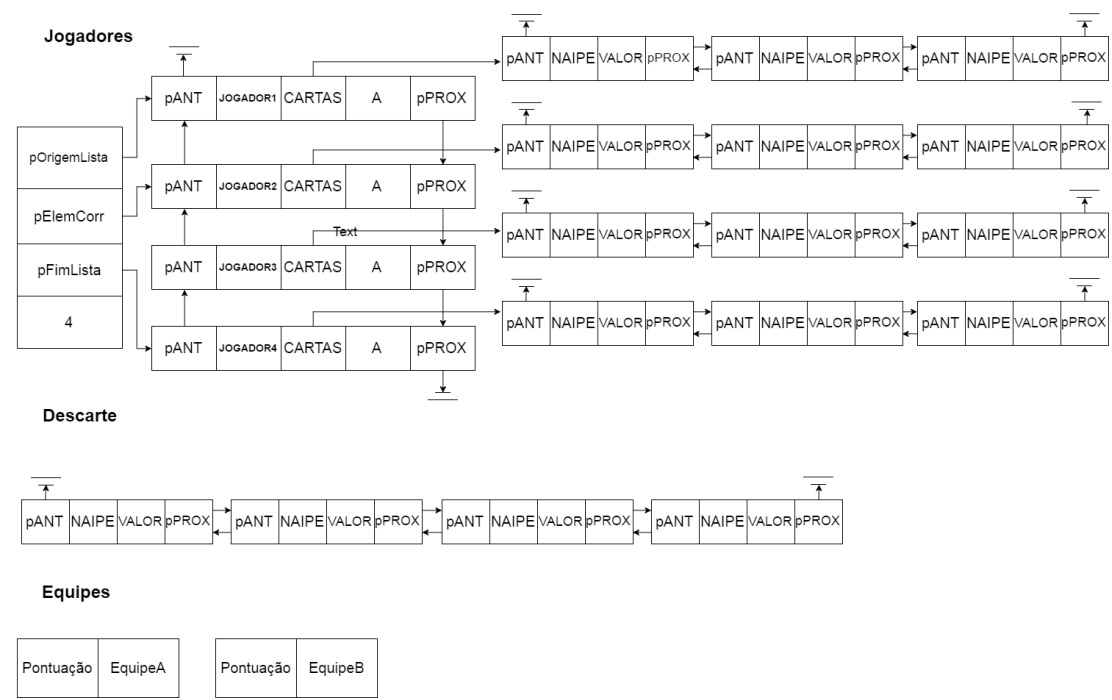 Jogadores
pANT NAIPE VALOR pPROX pANT NAIPE VALOR pPROX pANT NAIPE VALOR pPROX
pANT JOGADOR1 CARTAS A pPROX
pOrigemLista
pANT NAIPE VALOR pPROX pANT NAIPE VALOR pPROX pANT NAIPE VALOR pPROX
pANT JOGADOR2 CARTAS A pPROX
pElemCorr
Text
pANT NAIPE VALOR pPROX pANT NAIPE VALOR pPROX pANT NAIPE VALOR pPROX
pANT JOGADOR3 CARTAS A pPROX
pFimLista
4
pANT NAIPE VALOR pPROX pANT NAIPE VALOR pPROX pANT NAIPE VALOR pPROX
pANT JOGADOR4 CARTAS A pPROX
Descarte
pANT NAIPE VALOR pPROX pANT NAIPE VALOR pPROX pANT NAIPE VALOR pPROX pANT NAIPE VALOR pPROX
Equipes
Pontuação EquipeA Pontuação EquipeB